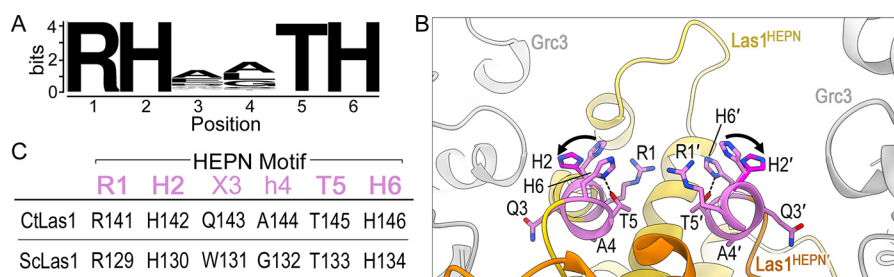 A
bits
4
2
0
RH AA TH
1 2 3 4 5 6
Position
C
HEPN Motif
R1 H2 X3 h4 T5 H6
CtLas1 R141 H142 Q143 A144 T145 H146
ScLas1 R129 H130 W131 G132 T133 H134
B
Grc3
Las1HEPN
Grc3
H6′
H2 R1 R1′ H2′
H6
Q3 T5 T5′ Q3′
A4 A4′
Las1HEPN′